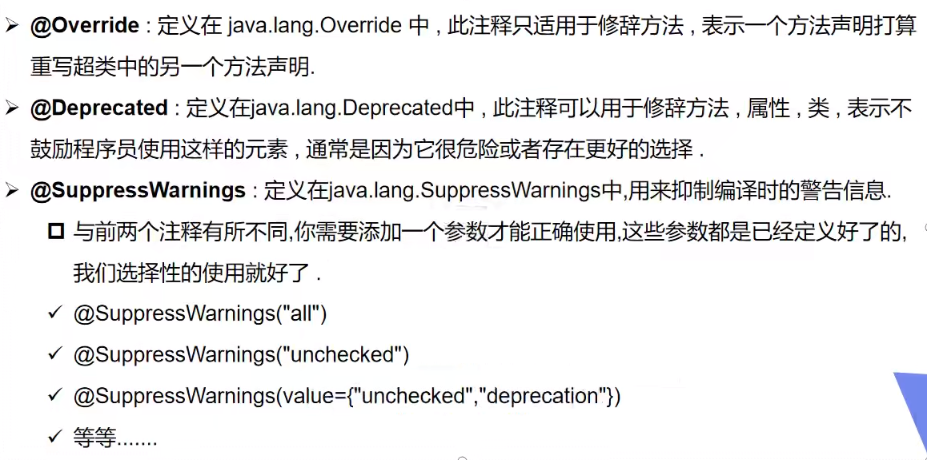 ➢ @Override : 定义在 java.lang.Override 中 , 此注释只适用于修辞方法 , 表示一个方法声明打算
重写超类中的另一个方法声明.
➢ @Deprecated : 定义在java.lang.Deprecated中 , 此注释可以用于修辞方法 , 属性 , 类 , 表示不
鼓励程序员使用这样的元素 , 通常是因为它很危险或者存在更好的选择 .
➢ @SuppressWarnings : 定义在java.lang.SuppressWarnings中,用来抑制编译时的警告信息.
❑ 与前两个注释有所不同,你需要添加一个参数才能正确使用,这些参数都是已经定义好了的,
我们选择性的使用就好了 .
✓ @SuppressWarnings("all")
✓ @SuppressWarnings("unchecked")
✓ @SuppressWarnings(value={"unchecked","deprecation"})
✓ 等等.......